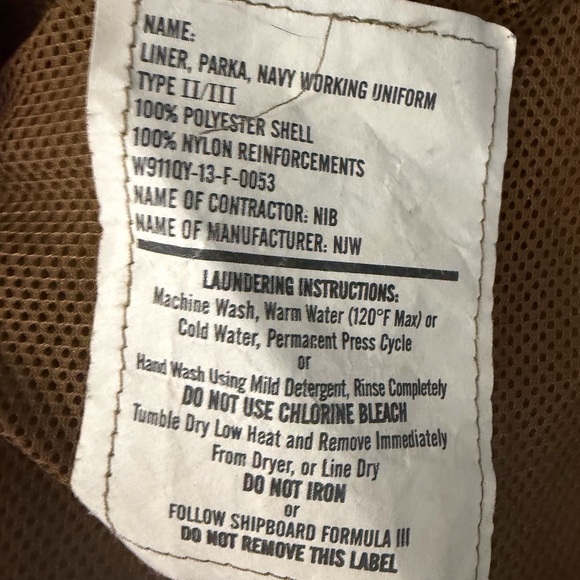 NAME:
LINER, PARKA, NAVY WORKING UNIFORM
TYPE II/III
100% POLYESTER SHELL
100% NYLON REINFORCEMENTS
W911QY-13-F-0053
NAME OF CONTRACTOR: NIB
NAME OF MANUFACTURER: NJW
LAUNDERING INSTRUCTIONS:
Machine Wash, Warm Water (120°F Max) or
Cold Water, Permanent Press Cycle
or
Hand Wash Using Mild Detergent, Rinse Completely
DO NOT USE CHLORINE BLEACH
Tumble Dry Low Heat and Remove Immediately
From Dryer, or Line Dry
DO NOT IRON
or
FOLLOW SHIPBOARD FORMULA III
DO NOT REMOVE THIS LABEL